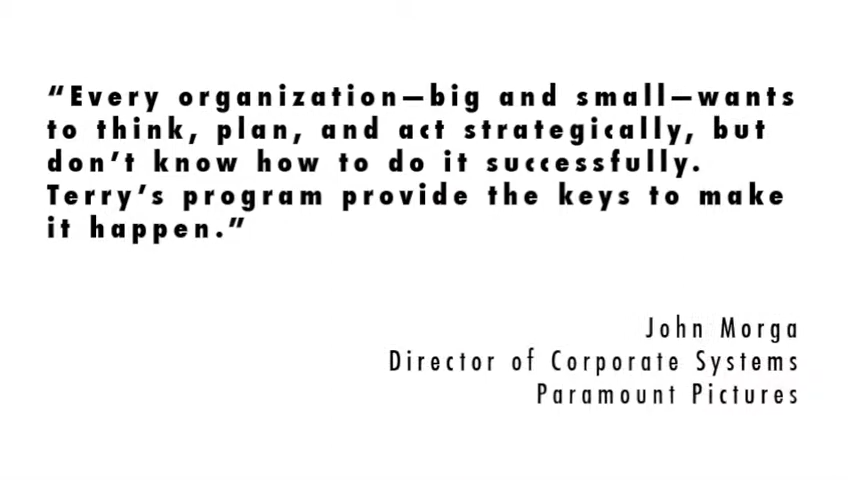 “Every organization—big and small—wants
to think, plan, and act strategically, but
don’t know how to do it successfully.
Terry’s program provide the keys to make
it happen.”
John Morga
Director of Corporate Systems
Paramount Pictures